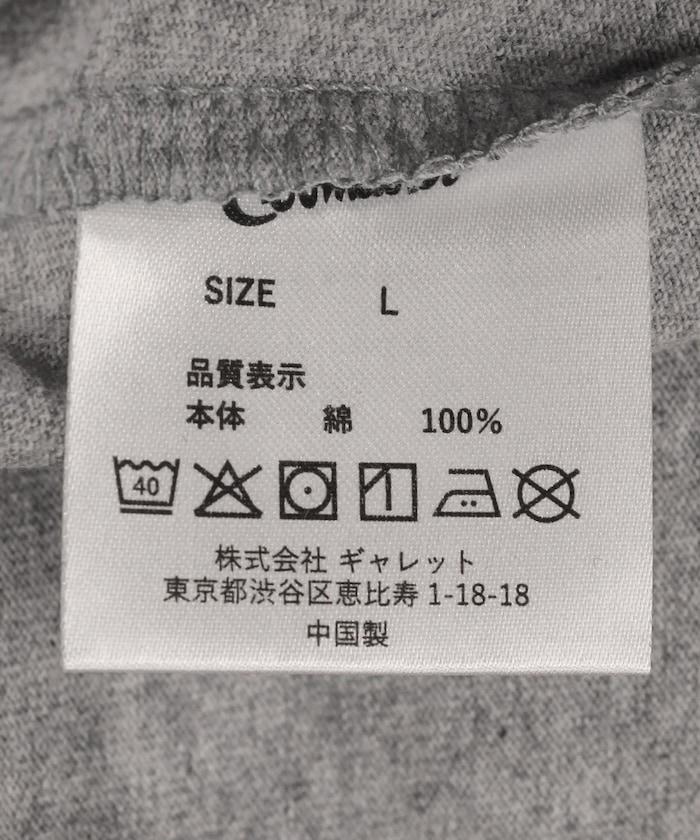 SIZE L
品質表示
本体 綿 100%
40
株式会社 ギャレット
東京都渋谷区恵比寿 1-18-18
中国製